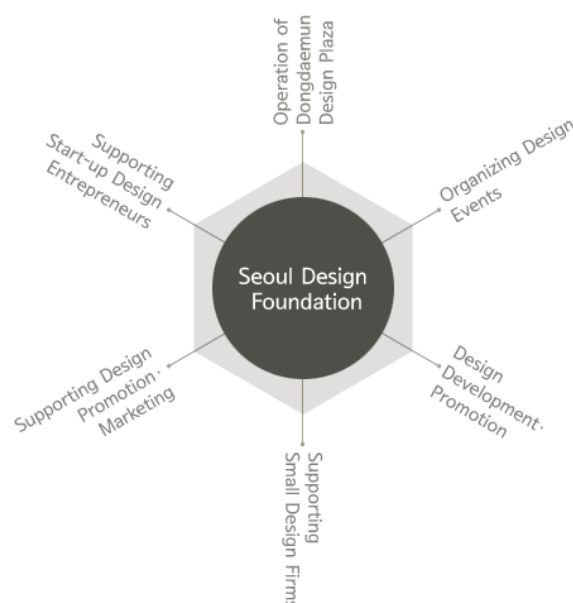 Operation of
Dongdaemun
Design Plaza
Organizing Design
Events
Design
Development·
Promotion
Supporting
Small Design Firms
Supporting Design
Promotion·
Marketing
Supporting
Start-up Design
Entrepreneurs
Seoul Design
Foundation